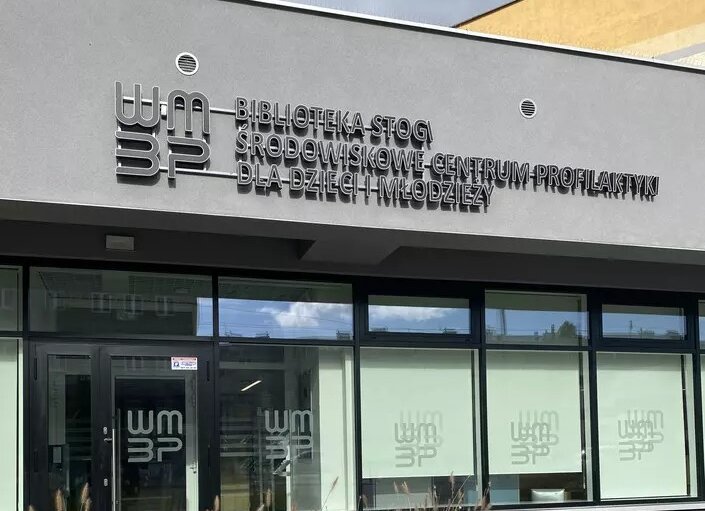 WM
BP
BIBLIOTEKA STOGI
ŚRODOWISKOWE CENTRUM PROFILAKTYKI
DLA DZIECI I MŁODZIEŻY
WM
BP
WM
BP
WM
BP
WM
BP
WM
BP